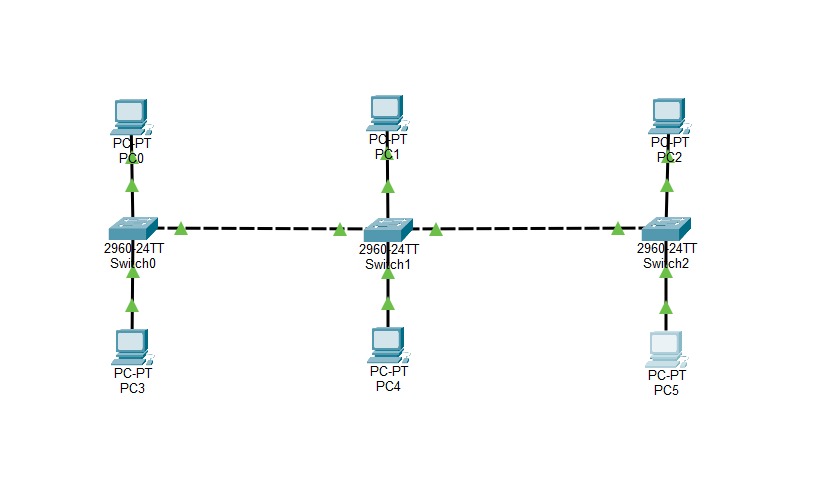 PC-PT
PC0
PC-PT
PC1
PC-PT
PC2
2960-24TT
Switch0
2960-24TT
Switch1
2960-24TT
Switch2
PC-PT
PC3
PC-PT
PC4
PC-PT
PC5